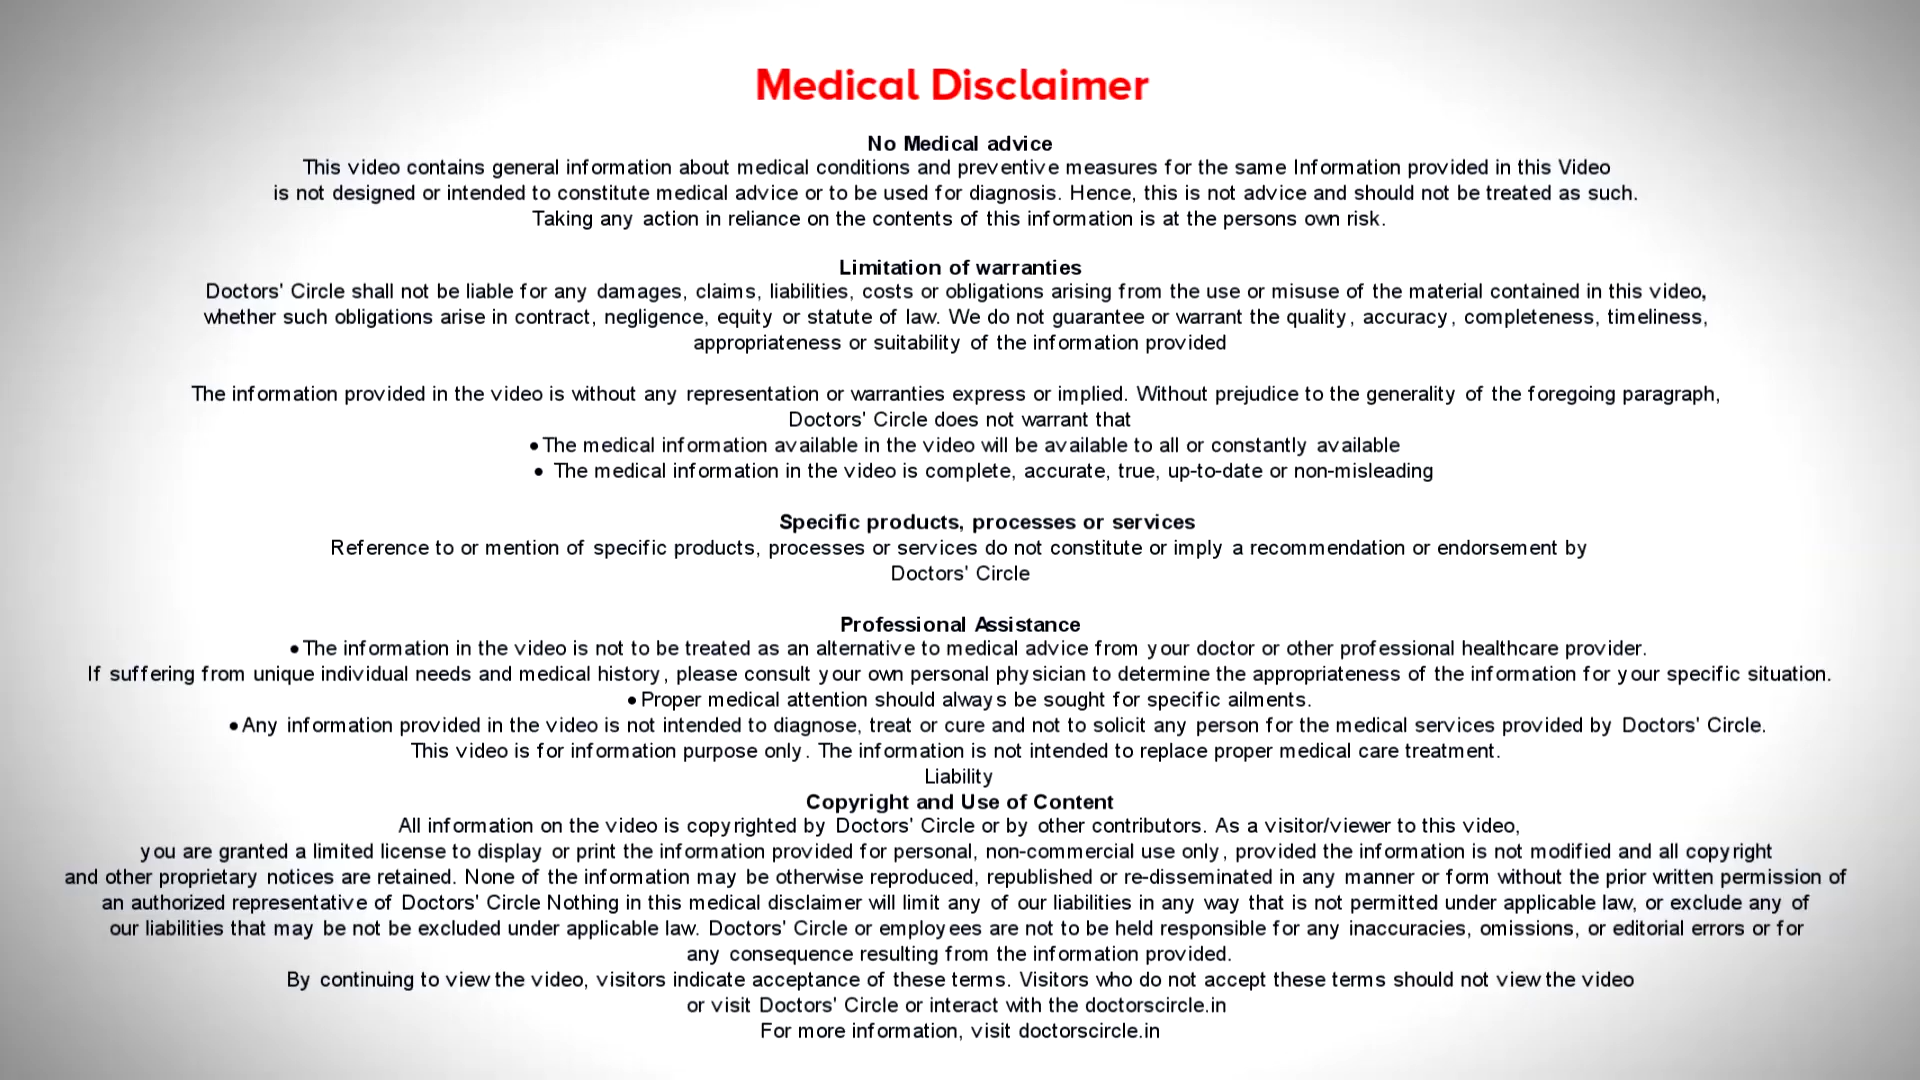 Medical Disclaimer
No Medical advice
This video contains general information about medical conditions and preventive measures for the same Information provided in this Video
is not designed or intended to constitute medical advice or to be used for diagnosis. Hence, this is not advice and should not be treated as such.
Taking any action in reliance on the contents of this information is at the persons own risk.
Limitation of warranties
Doctors' Circle shall not be liable for any damages, claims, liabilities, costs or obligations arising from the use or misuse of the material contained in this video,
whether such obligations arise in contract, negligence, equity or statute of law. We do not guarantee or warrant the quality, accuracy, completeness, timeliness,
appropriateness or suitability of the information provided
The information provided in the video is without any representation or warranties express or implied. Without prejudice to the generality of the foregoing paragraph,
Doctors' Circle does not warrant that
•The medical information available in the video will be available to all or constantly available
• The medical information in the video is complete, accurate, true, up-to-date or non-misleading
Specific products, processes or services
Reference to or mention of specific products, processes or services do not constitute or imply a recommendation or endorsement by
Doctors' Circle
Professional Assistance
•The information in the video is not to be treated as an alternative to medical advice from your doctor or other professional healthcare provider.
If suffering from unique individual needs and medical history, please consult your own personal physician to determine the appropriateness of the information for your specific situation.
•Proper medical attention should always be sought for specific ailments.
•Any information provided in the video is not intended to diagnose, treat or cure and not to solicit any person for the medical services provided by Doctors' Circle.
This video is for information purpose only. The information is not intended to replace proper medical care treatment.
Liability
Copyright and Use of Content
All information on the video is copyrighted by Doctors' Circle or by other contributors. As a visitor/viewer to this video,
you are granted a limited license to display or print the information provided for personal, non-commercial use only, provided the information is not modified and all copyright
and other proprietary notices are retained. None of the information may be otherwise reproduced, republished or re-disseminated in any manner or form without the prior written permission of
an authorized representative of Doctors' Circle Nothing in this medical disclaimer will limit any of our liabilities in any way that is not permitted under applicable law, or exclude any of
our liabilities that may be not be excluded under applicable law. Doctors' Circle or employees are not to be held responsible for any inaccuracies, omissions, or editorial errors or for
any consequence resulting from the information provided.
By continuing to view the video, visitors indicate acceptance of these terms. Visitors who do not accept these terms should not view the video
or visit Doctors' Circle or interact with the doctorscircle.in
For more information, visit doctorscircle.in